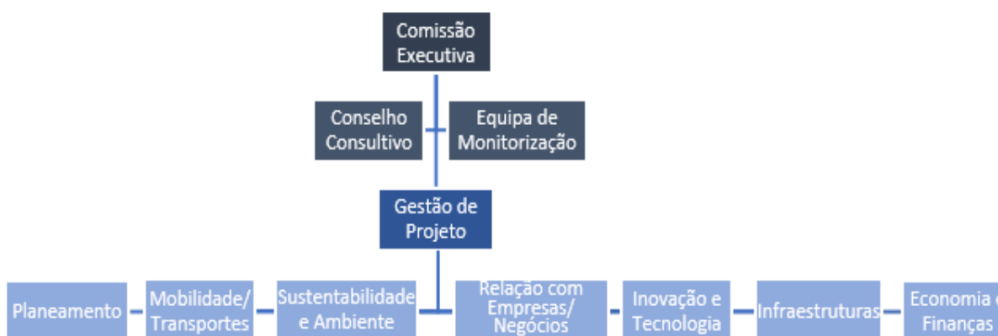 Comissão
Executiva
Conselho
Consultivo
Equipa de
Monitorização
Gestão de
Projeto
Planeamento
Mobilidade/
Transportes
Sustentabilidade
e Ambiente
Relação com
Empresas/
Negócios
Inovação e
Tecnologia
Infraestruturas
Economia e
Finanças